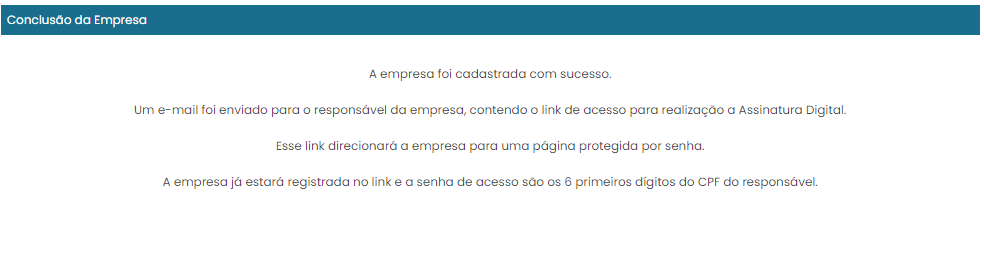 Conclusão da Empresa
A empresa foi cadastrada com sucesso.
Um e-mail foi enviado para o responsável da empresa, contendo o link de acesso para realização a Assinatura Digital.
Esse link direcionará a empresa para uma página protegida por senha.
A empresa já estará registrada no link e a senha de acesso são os 6 primeiros dígitos do CPF do responsável.